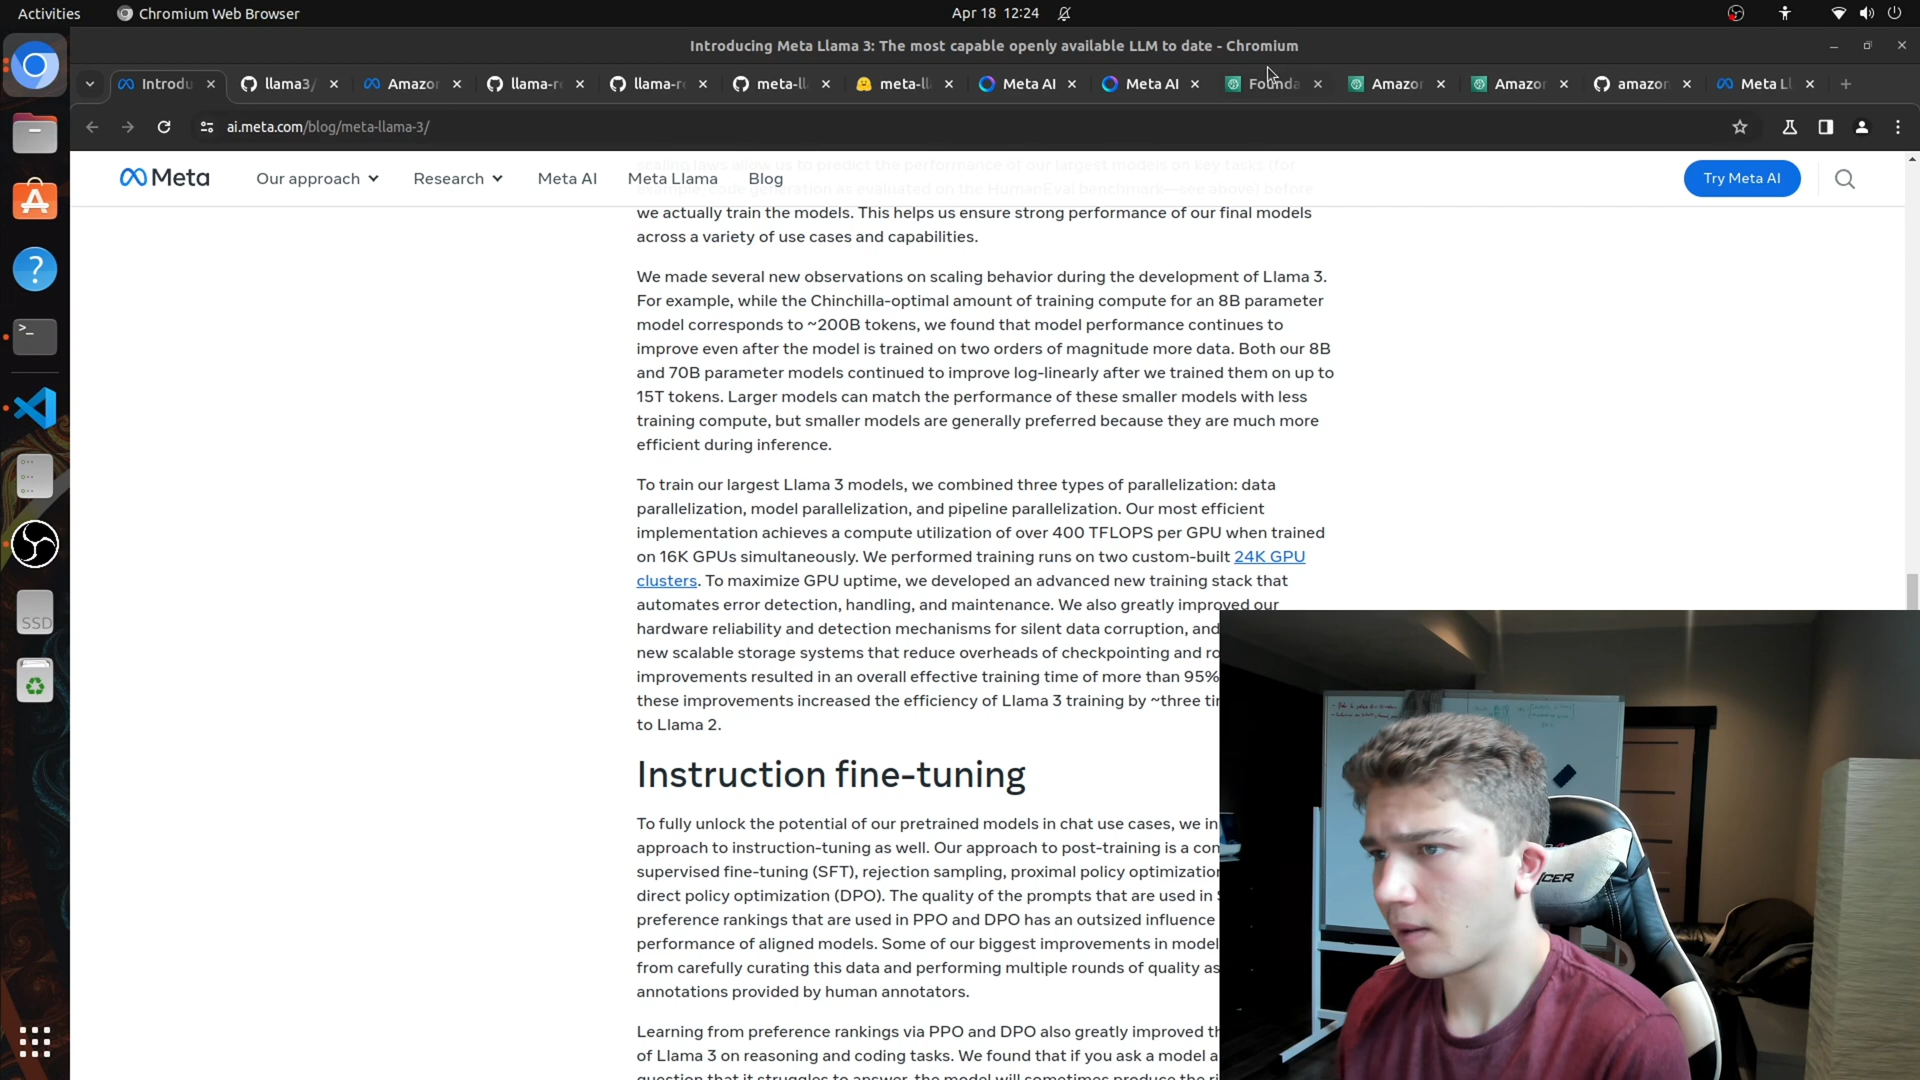 Activities
Chromium Web Browser
Apr 18 12:24
Introducing Meta Llama 3: The most capable openly available LLM to date - Chromium
Introdu
llama3/
Amazon
llama-re
llama-re
meta-ll
meta-ll
Meta AI
Meta AI
Founda
Amazon
Amazon
amazon
Meta Ll
ai.meta.com/blog/meta-llama-3/
Meta
Our approach
Research
Meta AI
Meta Llama
Blog
Try Meta AI
scaling laws allow us to predict the performance of our largest models on key tasks (for
example, code generation as evaluated on the HumanEval benchmark—see above) before
we actually train the models. This helps us ensure strong performance of our final models
across a variety of use cases and capabilities.
We made several new observations on scaling behavior during the development of Llama 3.
For example, while the Chinchilla-optimal amount of training compute for an 8B parameter
model corresponds to ~200B tokens, we found that model performance continues to
improve even after the model is trained on two orders of magnitude more data. Both our 8B
and 70B parameter models continued to improve log-linearly after we trained them on up to
15T tokens. Larger models can match the performance of these smaller models with less
training compute, but smaller models are generally preferred because they are much more
efficient during inference.
To train our largest Llama 3 models, we combined three types of parallelization: data
parallelization, model parallelization, and pipeline parallelization. Our most efficient
implementation achieves a compute utilization of over 400 TFLOPS per GPU when trained
on 16K GPUs simultaneously. We performed training runs on two custom-built 24K GPU
clusters. To maximize GPU uptime, we developed an advanced new training stack that
automates error detection, handling, and maintenance. We also greatly improved our
hardware reliability and detection mechanisms for silent data corruption, and
new scalable storage systems that reduce overheads of checkpointing and ro
improvements resulted in an overall effective training time of more than 95%
these improvements increased the efficiency of Llama 3 training by ~three ti
to Llama 2.
Instruction fine-tuning
To fully unlock the potential of our pretrained models in chat use cases, we in
approach to instruction-tuning as well. Our approach to post-training is a con
supervised fine-tuning (SFT), rejection sampling, proximal policy optimization
direct policy optimization (DPO). The quality of the prompts that are used in S
preference rankings that are used in PPO and DPO has an outsized influence
performance of aligned models. Some of our biggest improvements in model
from carefully curating this data and performing multiple rounds of quality as
annotations provided by human annotators.
Learning from preference rankings via PPO and DPO also greatly improved th
of Llama 3 on reasoning and coding tasks. We found that if you ask a model a
question that it struggles to answer, the model will sometimes produce the ri
SSD
CER